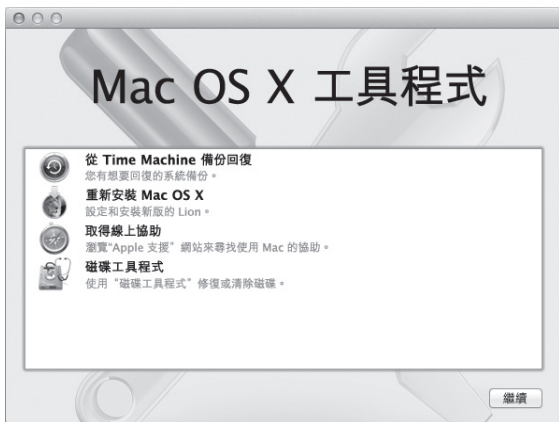 Mac OS X 工具程式
從 Time Machine 備份回復
您有想要回復的系統備份。
重新安裝 Mac OS X
設定和安裝新版的 Lion。
取得線上協助
瀏覽“Apple 支援”網站來尋找使用 Mac 的協助。
磁碟工具程式
使用“磁碟工具程式”修復或清除磁碟。
繼續